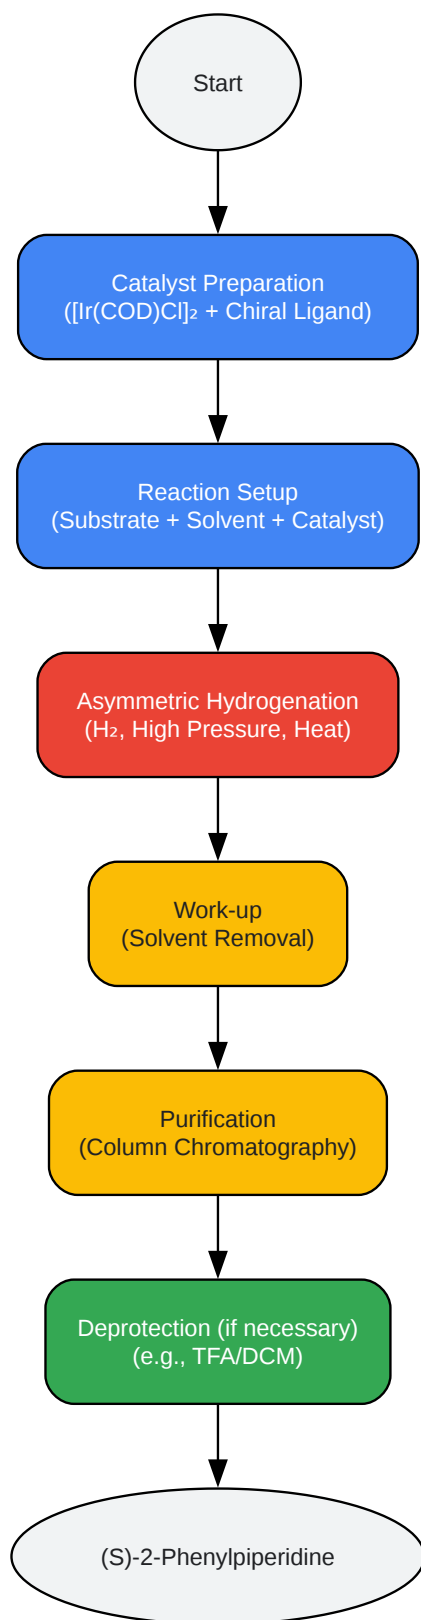 Start
Catalyst Preparation
([Ir(COD)Cl]₂ + Chiral Ligand)
Reaction Setup
(Substrate + Solvent + Catalyst)
Asymmetric Hydrogenation
(H₂, High Pressure, Heat)
Work-up
(Solvent Removal)
Purification
(Column Chromatography)
Deprotection (if necessary)
(e.g., TFA/DCM)
(S)-2-Phenylpiperidine